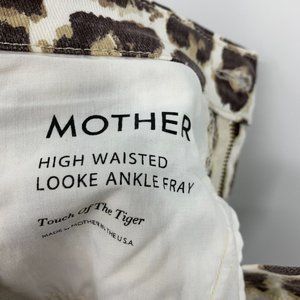 MOTHER
HIGH WAISTED
LOOKE ANKLE FRAY
Touch Of The Tiger
MADE BY MOTHER IN THE U.S.A